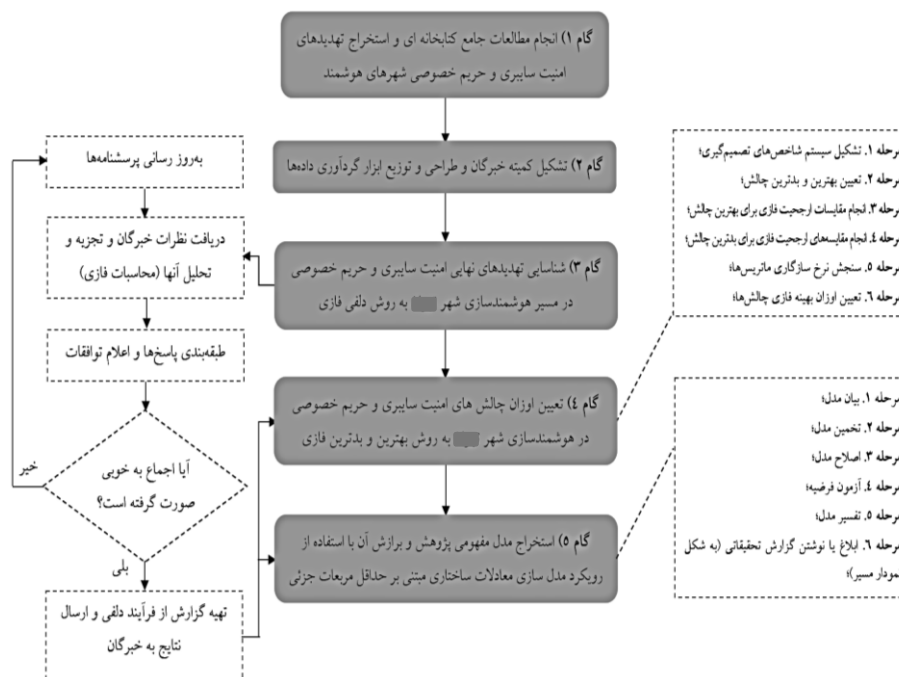 گام ۱) انجام مطالعات جامع کتابخانه ای و استخراج تهدیدهای
امنیت سایبری و حریم خصوصی شهرهای هوشمند
گام ۲) تشکیل کمیته خبرگان و طراحی و توزیع ابزار گردآوری داده‌ها
گام ۳) شناسایی تهدیدهای نهایی امنیت سایبری و حریم خصوصی
در مسیر هوشمندسازی شهر به روش دلفی فازی
گام ٤) تعیین اوزان چالش های امنیت سایبری و حریم خصوصی
در هوشمندسازی شهر به روش بهترین و بدترین فازی
گام ۵) استخراج مدل مفهومی پژوهش و برازش آن با استفاده از
رویکرد مدل سازی معادلات ساختاری مبتنی بر حداقل مربعات جزئی
مرحله ۱. تشکیل سیستم شاخص‌های تصمیم‌گیری؛
مرحله ۲. تعیین بهترین و بدترین چالش؛
مرحله ۳. انجام مقایسات ارجحیت فازی برای بهترین چالش؛
مرحله ٤. انجام مقایسه‌های ارجحیت فازی برای بدترین چالش؛
مرحله ۵. سنجش نرخ سازگاری ماتریس‌ها؛
مرحله ٦. تعیین اوزان بهینه فازی چالش‌ها؛
مرحله ۱. بیان مدل؛
مرحله ۲. تخمین مدل؛
مرحله ۳. اصلاح مدل؛
مرحله ٤. آزمون فرضیه؛
مرحله ۵. تفسیر مدل؛
مرحله ٦. ابلاغ یا نوشتن گزارش تحقیقاتی (به شکل
نمودار مسیر)؛
به‌روز رسانی پرسشنامه‌ها
دریافت نظرات خبرگان و تجزیه و
تحلیل آنها (محاسبات فازی)
طبقه‌بندی پاسخ‌ها و اعلام توافقات
آیا اجماع به خوبی
صورت گرفته است؟
خیر
بلی
تهیه گزارش از فرآیند دلفی و ارسال
نتایج به خبرگان